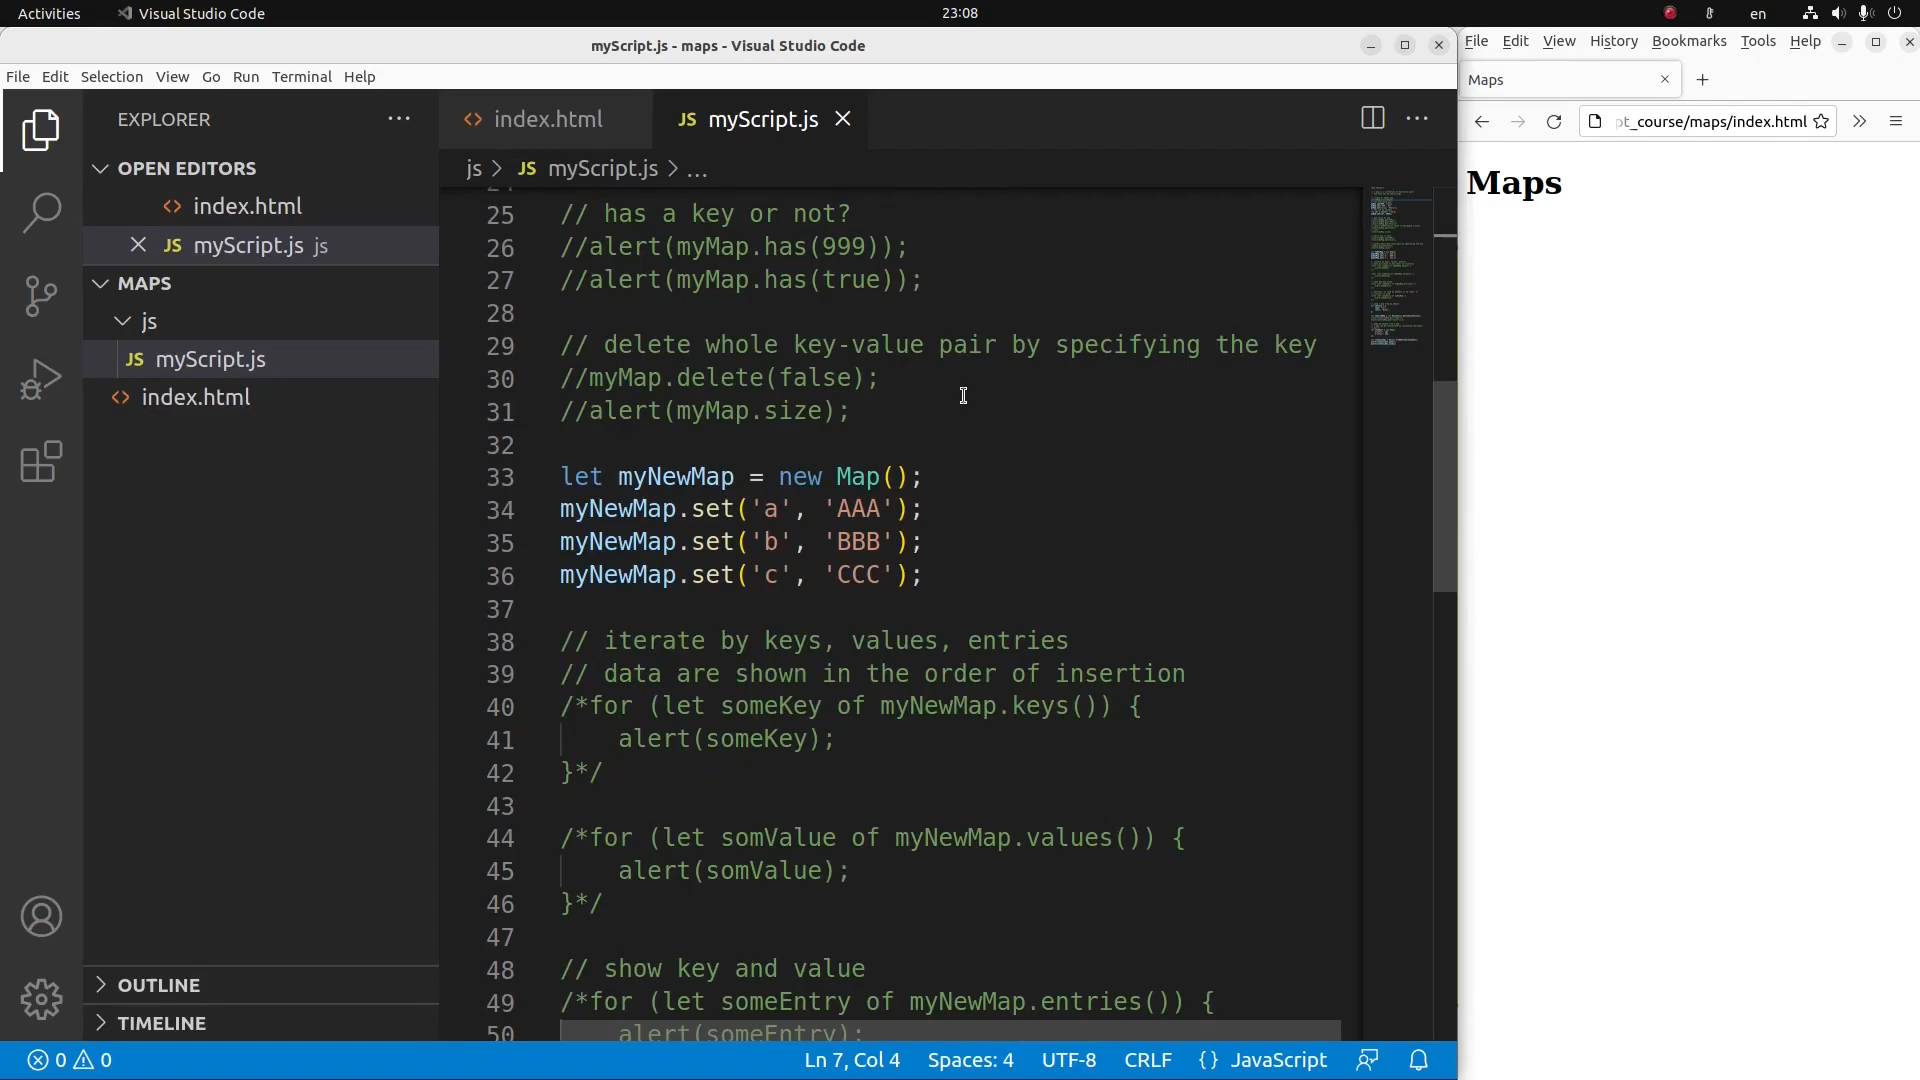 Activities
Visual Studio Code
23:08
en
myScript.js - maps - Visual Studio Code
File Edit Selection View Go Run Terminal Help
EXPLORER
OPEN EDITORS
index.html
myScript.js js
MAPS
js
myScript.js
index.html
OUTLINE
TIMELINE
index.html
JS myScript.js
js > JS myScript.js > ...
25 // has a key or not?
26 //alert(myMap.has(999));
27 //alert(myMap.has(true));
28
29 // delete whole key-value pair by specifying the key
30 //myMap.delete(false);
31 //alert(myMap.size);
32
33 let myNewMap = new Map();
34 myNewMap.set('a', 'AAA');
35 myNewMap.set('b', 'BBB');
36 myNewMap.set('c', 'CCC');
37
38 // iterate by keys, values, entries
39 // data are shown in the order of insertion
40 /*for (let someKey of myNewMap.keys()) {
41 alert(someKey);
42 }*/
43
44 /*for (let somValue of myNewMap.values()) {
45 alert(somValue);
46 }*/
47
48 // show key and value
49 /*for (let someEntry of myNewMap.entries()) {
50 alert(someEntry);
0 0
Ln 7, Col 4 Spaces: 4 UTF-8 CRLF {} JavaScript
File Edit View History Bookmarks Tools Help
Maps
pt_course/maps/index.html
Maps